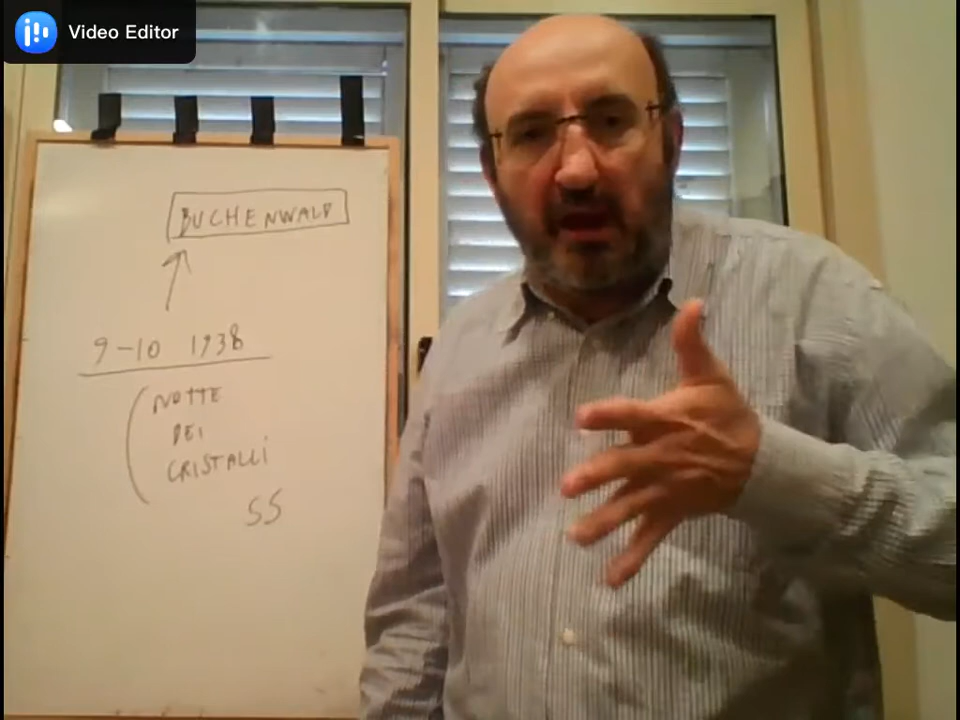 Video Editor
BUCHENWALD
9-10 1938
NOTTE
DEI
CRISTALLI
SS